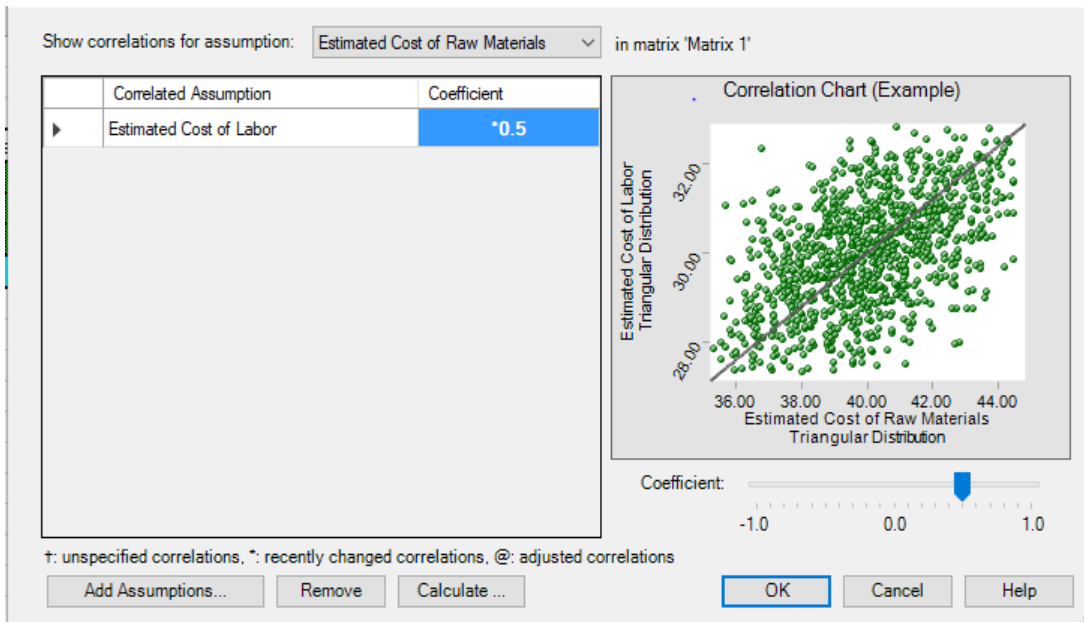 Show correlations for assumption: Estimated Cost of Raw Materials in matrix 'Matrix 1'
Correlated Assumption Coefficient
Estimated Cost of Labor *0.5
Correlation Chart (Example)
Estimated Cost of Labor
Triangular Distribution
32.00
30.00
28.00
36.00 38.00 40.00 42.00 44.00
Estimated Cost of Raw Materials
Triangular Distribution
Coefficient:
-1.0 0.0 1.0
†: unspecified correlations, *: recently changed correlations, @: adjusted correlations
Add Assumptions... Remove Calculate ... OK Cancel Help